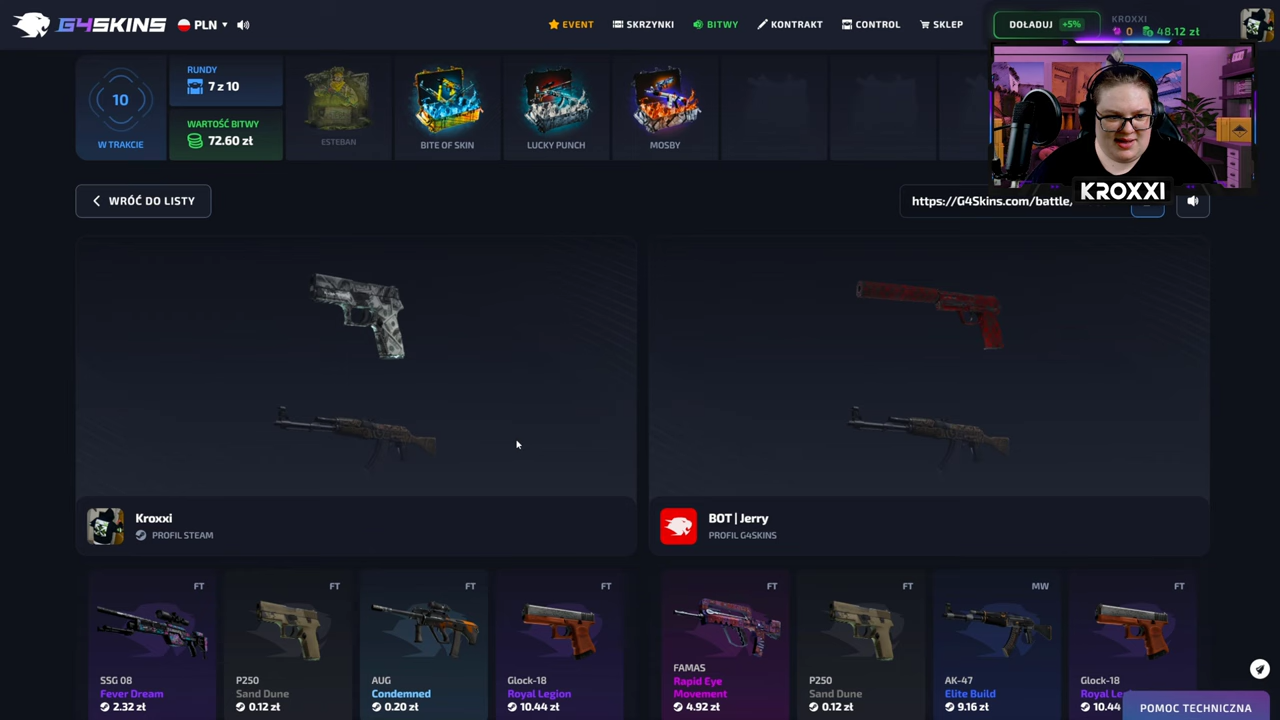 G4SKINS
PLN
EVENT
SKRZYNKI
BITWY
KONTRAKT
CONTROL
SKLEP
DOŁADUJ +5%
KROXXI
0 48.12 zł
10
W TRAKCIE
RUNDY
7 z 10
WARTOŚĆ BITWY
72.60 zł
ESTEBAN
BITE OF SKIN
LUCKY PUNCH
MOSBY
KROXXI
WRÓĆ DO LISTY
https://G4Skins.com/battle/
Kroxxi
PROFIL STEAM
BOT | Jerry
PROFIL G4SKINS
FT
SSG 08
Fever Dream
2.32 zł
FT
P250
Sand Dune
0.12 zł
FT
AUG
Condemned
0.20 zł
FT
Glock-18
Royal Legion
10.44 zł
FT
FAMAS
Rapid Eye
Movement
4.92 zł
FT
P250
Sand Dune
0.12 zł
MW
AK-47
Elite Build
9.16 zł
FT
Glock-18
Royal
10.44
POMOC TECHNICZNA